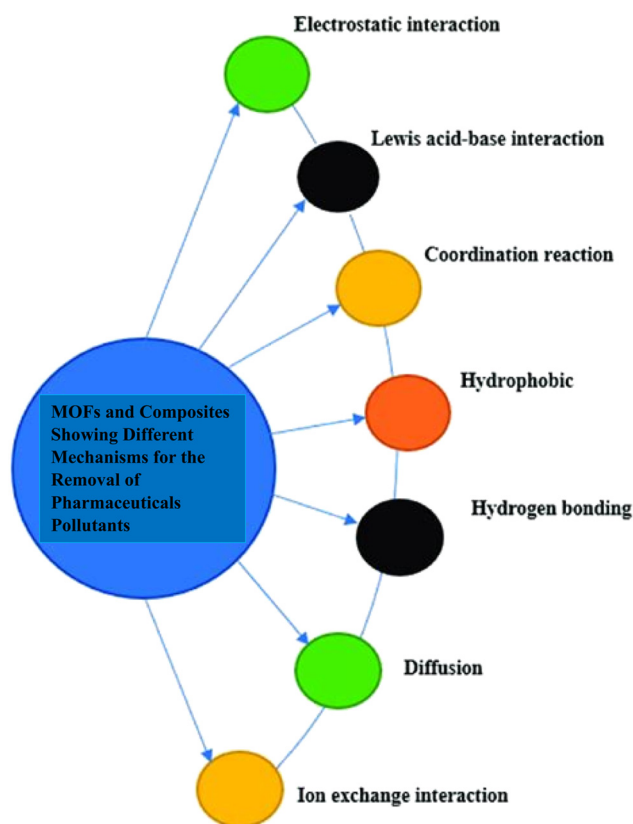 Electrostatic interaction
Lewis acid-base interaction
Coordination reaction
Hydrophobic
MOFs and Composites
Showing Different
Mechanisms for the
Removal of
Pharmaceuticals
Pollutants
Hydrogen bonding
Diffusion
Ion exchange interaction